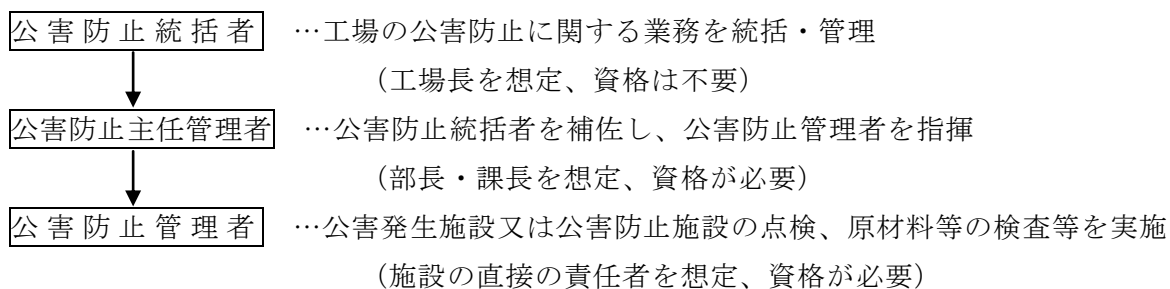 公害防止統括者 …工場の公害防止に関する業務を統括・管理
（工場長を想定、資格は不要）
公害防止主任管理者 …公害防止統括者を補佐し、公害防止管理者を指揮
（部長・課長を想定、資格が必要）
公害防止管理者 …公害発生施設又は公害防止施設の点検、原材料等の検査等を実施
（施設の直接の責任者を想定、資格が必要）